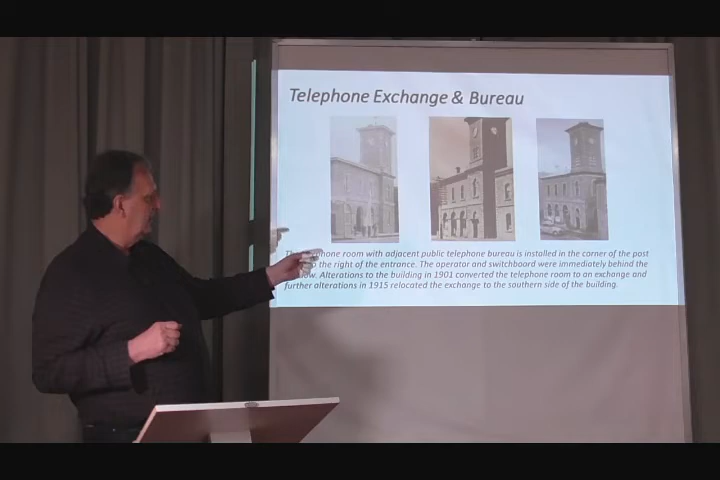 Telephone Exchange & Bureau
phone room with adjacent public telephone bureau is installed in the corner of the post
the right of the entrance. The operator and switchboard were immediately behind the
Alterations to the building in 1901 converted the telephone room to an exchange and
further alterations in 1915 relocated the exchange to the southern side of the building.